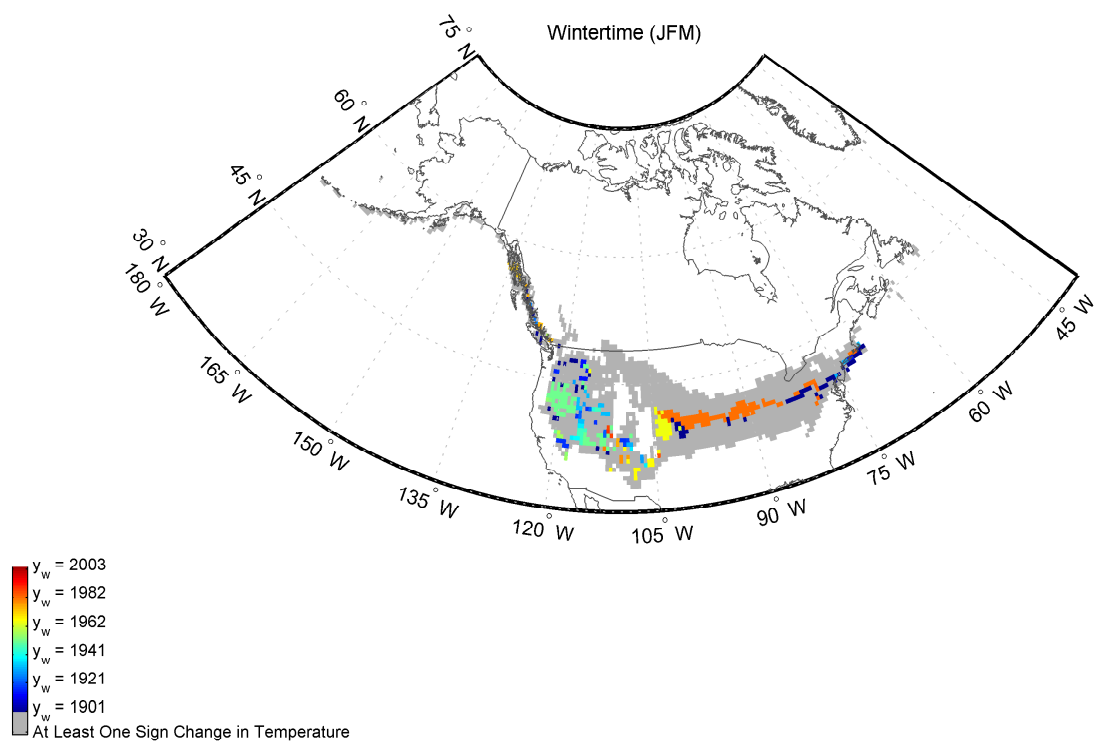 Wintertime (JFM)
75° N
60° N
45° N
30° N
180° W
165° W
150° W
135° W
120° W
105° W
90° W
75° W
60° W
45° W
y_w = 2003
y_w = 1982
y_w = 1962
y_w = 1941
y_w = 1921
y_w = 1901
At Least One Sign Change in Temperature